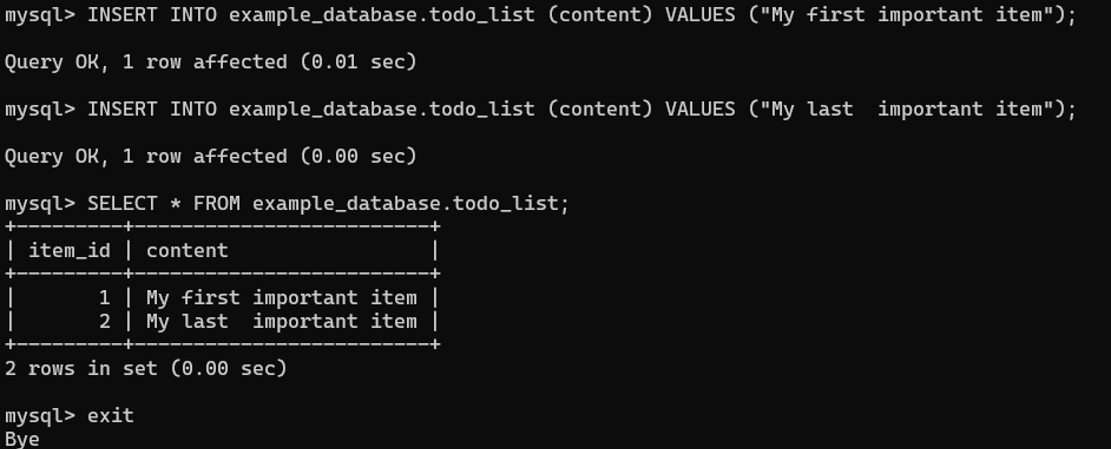 mysql> INSERT INTO example_database.todo_list (content) VALUES ("My first important item");
Query OK, 1 row affected (0.01 sec)
mysql> INSERT INTO example_database.todo_list (content) VALUES ("My last  important item");
Query OK, 1 row affected (0.00 sec)
mysql> SELECT * FROM example_database.todo_list;
+---------+-------------------------+
| item_id | content                 |
+---------+-------------------------+
|       1 | My first important item |
|       2 | My last  important item |
+---------+-------------------------+
2 rows in set (0.00 sec)
mysql> exit
Bye